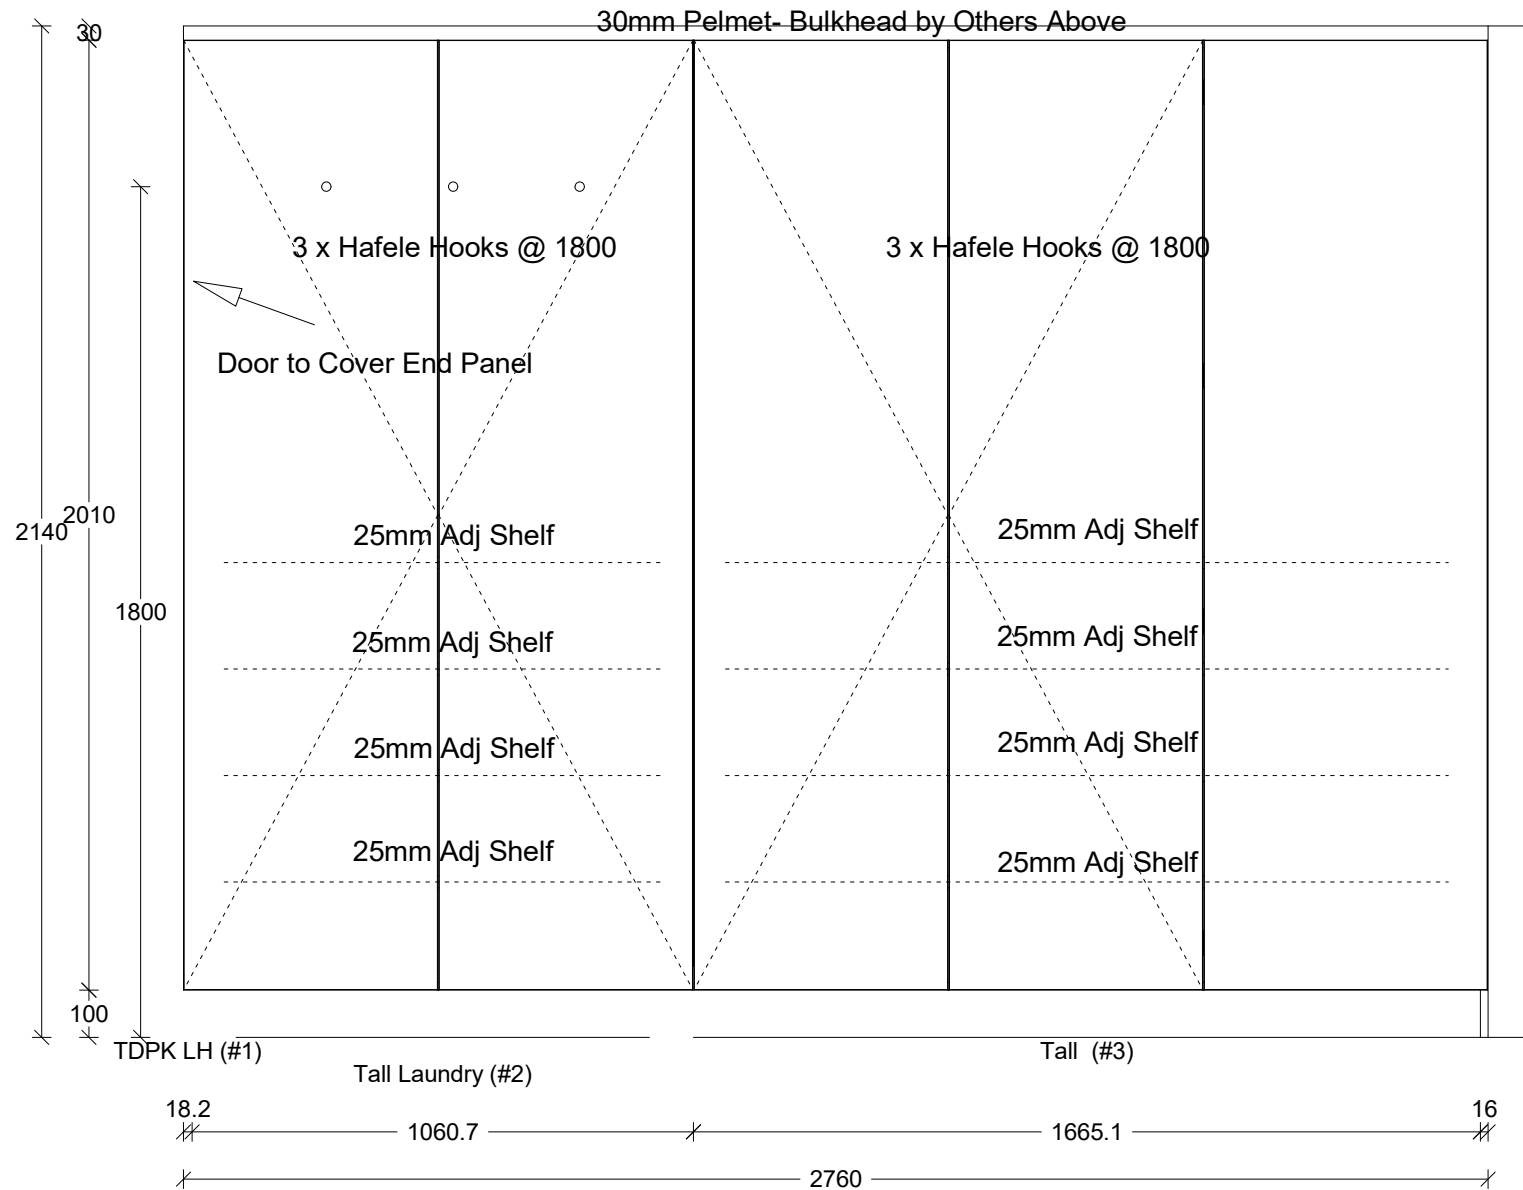 30mm Pelmet- Bulkhead by Others Above
30
3 x Hafele Hooks @ 1800
3 x Hafele Hooks @ 1800
Door to Cover End Panel
2010
2140
25mm Adj Shelf
25mm Adj Shelf
1800
25mm Adj Shelf
25mm Adj Shelf
25mm Adj Shelf
25mm Adj Shelf
25mm Adj Shelf
25mm Adj Shelf
100
TDPK LH (#1)
Tall (#3)
Tall Laundry (#2)
18.2
16
1060.7
1665.1
2760